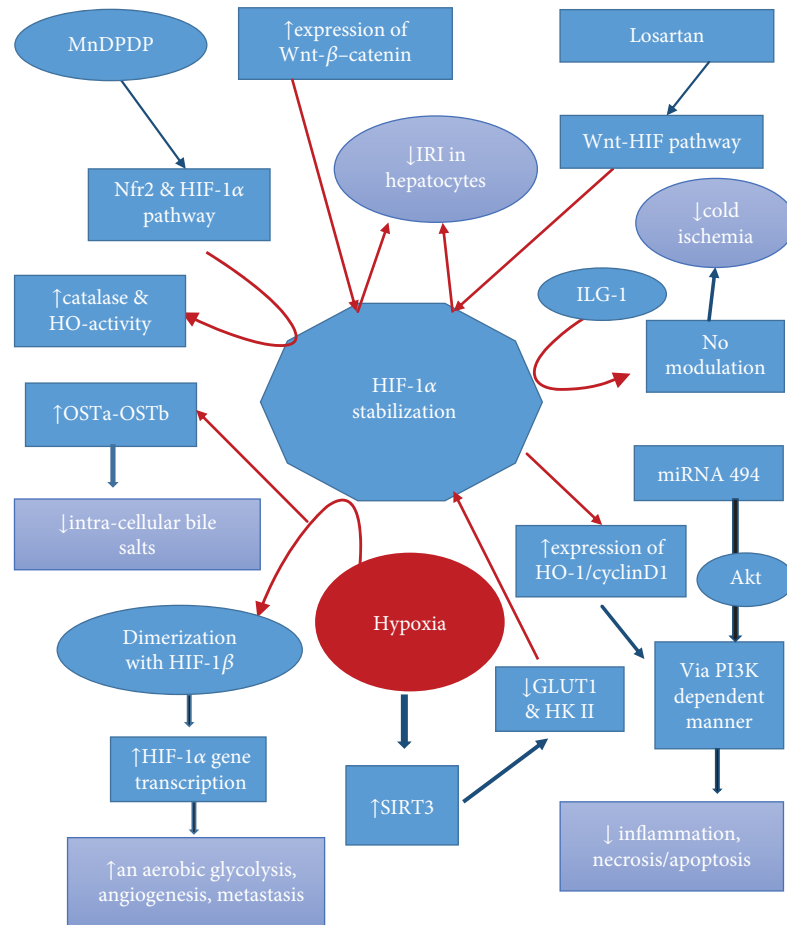 MnDPDP
↑expression of
Wnt-β–catenin
Losartan
Wnt-HIF pathway
↓IRI in
hepatocytes
Nfr2 & HIF-1α
pathway
↓cold
ischemia
↑catalase &
HO-activity
ILG-1
No
modulation
HIF-1α
stabilization
↑OSTa-OSTb
miRNA 494
↓intra-cellular bile
salts
↑expression of
HO-1/cyclinD1
Akt
Hypoxia
Dimerization
with HIF-1β
↓GLUT1
& HK II
Via PI3K
dependent
manner
↑HIF-1α gene
transcription
↑SIRT3
↓ inflammation,
necrosis/apoptosis
↑an aerobic glycolysis,
angiogenesis, metastasis